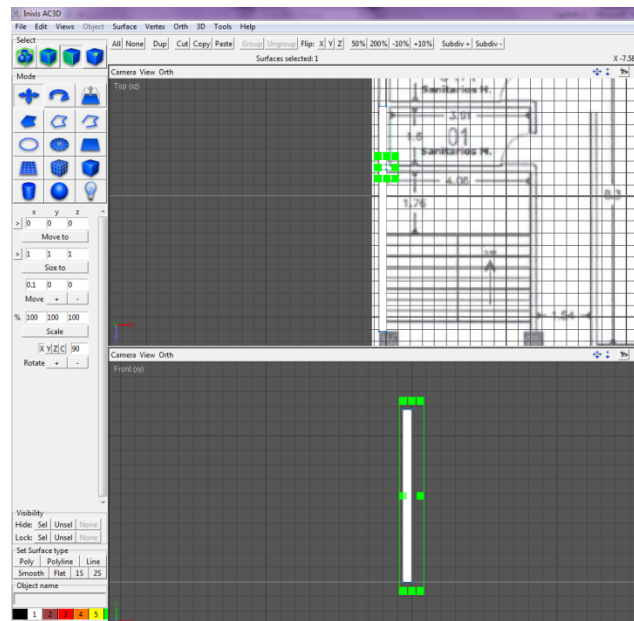 Inivis AC3D
File Edit Views Object Surface Vertex Orth 3D Tools Help
Select
All None Dup Cut Copy Paste Group Ungroup Flip: X Y Z 50% 200% -10% +10% Subdiv + Subdiv -
Surfaces selected: 1 X -7.58
Mode
Camera View Orth
Top (xz)
Sanitarios H.
3.91
1.6
01
Sanitarios M.
4.06
1.76
8.3
1.54
x y z
> 0 0 0
Move to
> 1 1 1
Size to
0.1 0 0
Move + -
% 100 100 100
Scale
X Y Z C 90
Rotate + -
Camera View Orth
Front (xy)
Visibility
Hide: Sel Unsel None
Lock: Sel Unsel None
Set Surface type
Poly Polyline Line
Smooth Flat 1S 2S
Object name
1 2 3 4 5